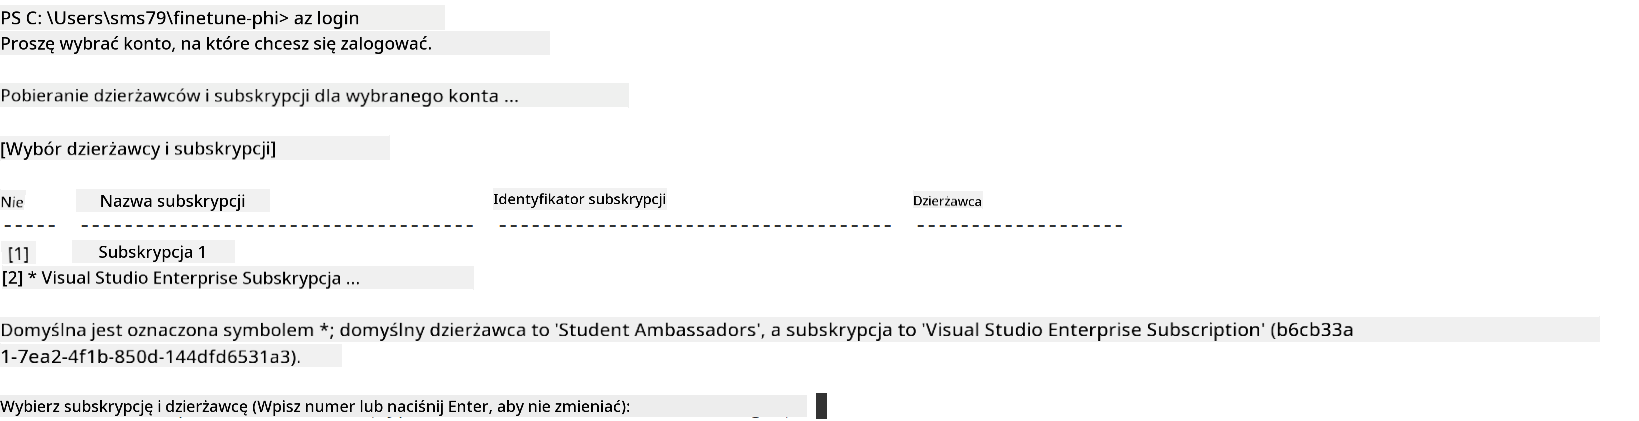 PS C: \Users\sms79\finetune-phi> az login
Proszę wybrać konto, na które chcesz się zalogować.
Pobieranie dzierżawców i subskrypcji dla wybranego konta ...
[Wybór dzierżawcy i subskrypcji]
Nie Nazwa subskrypcji Identyfikator subskrypcji Dzierżawca
----- ------------------------------------ ------------------------------------ -------------------
[1] Subskrypcja 1
[2] * Visual Studio Enterprise Subskrypcja ...
Domyślna jest oznaczona symbolem *; domyślny dzierżawca to 'Student Ambassadors', a subskrypcja to 'Visual Studio Enterprise Subscription' (b6cb33a
1-7ea2-4f1b-850d-144dfd6531a3).
Wybierz subskrypcję i dzierżawcę (Wpisz numer lub naciśnij Enter, aby nie zmieniać):